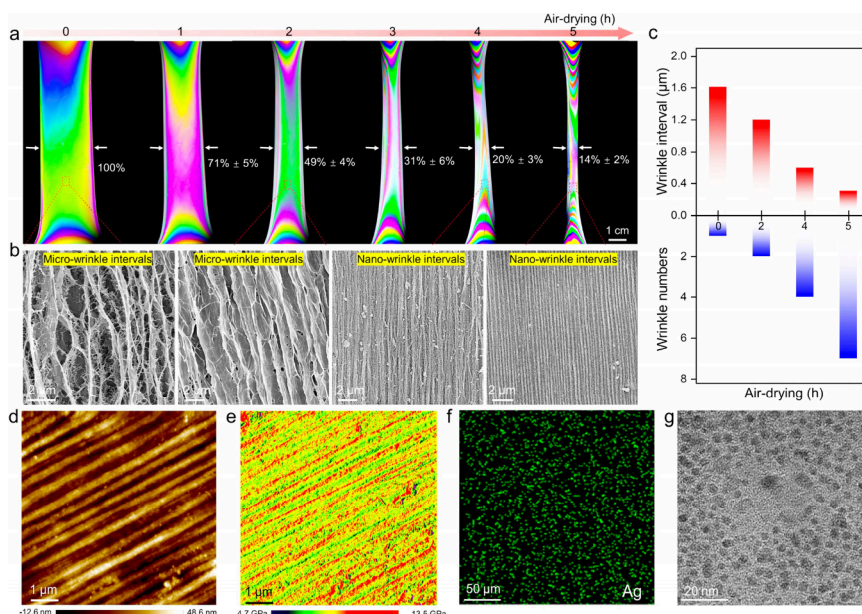 Air-drying (h)
0 1 2 3 4 5
a
100%
71% ± 5%
49% ± 4%
31% ± 6%
20% ± 3%
14% ± 2%
1 cm
b
Micro-wrinkle intervals
Micro-wrinkle intervals
Nano-wrinkle intervals
Nano-wrinkle intervals
2 μm
2 μm
2 μm
2 μm
c
Wrinkle interval (μm)
2.0
1.6
1.2
0.8
0.4
0.0
0 2 4 5
Wrinkle numbers
2
4
6
8
Air-drying (h)
d
1 μm
-12.6 nm 48.6 nm
e
1 μm
4.7 GPa 13.5 GPa
f
50 μm
Ag
g
20 nm